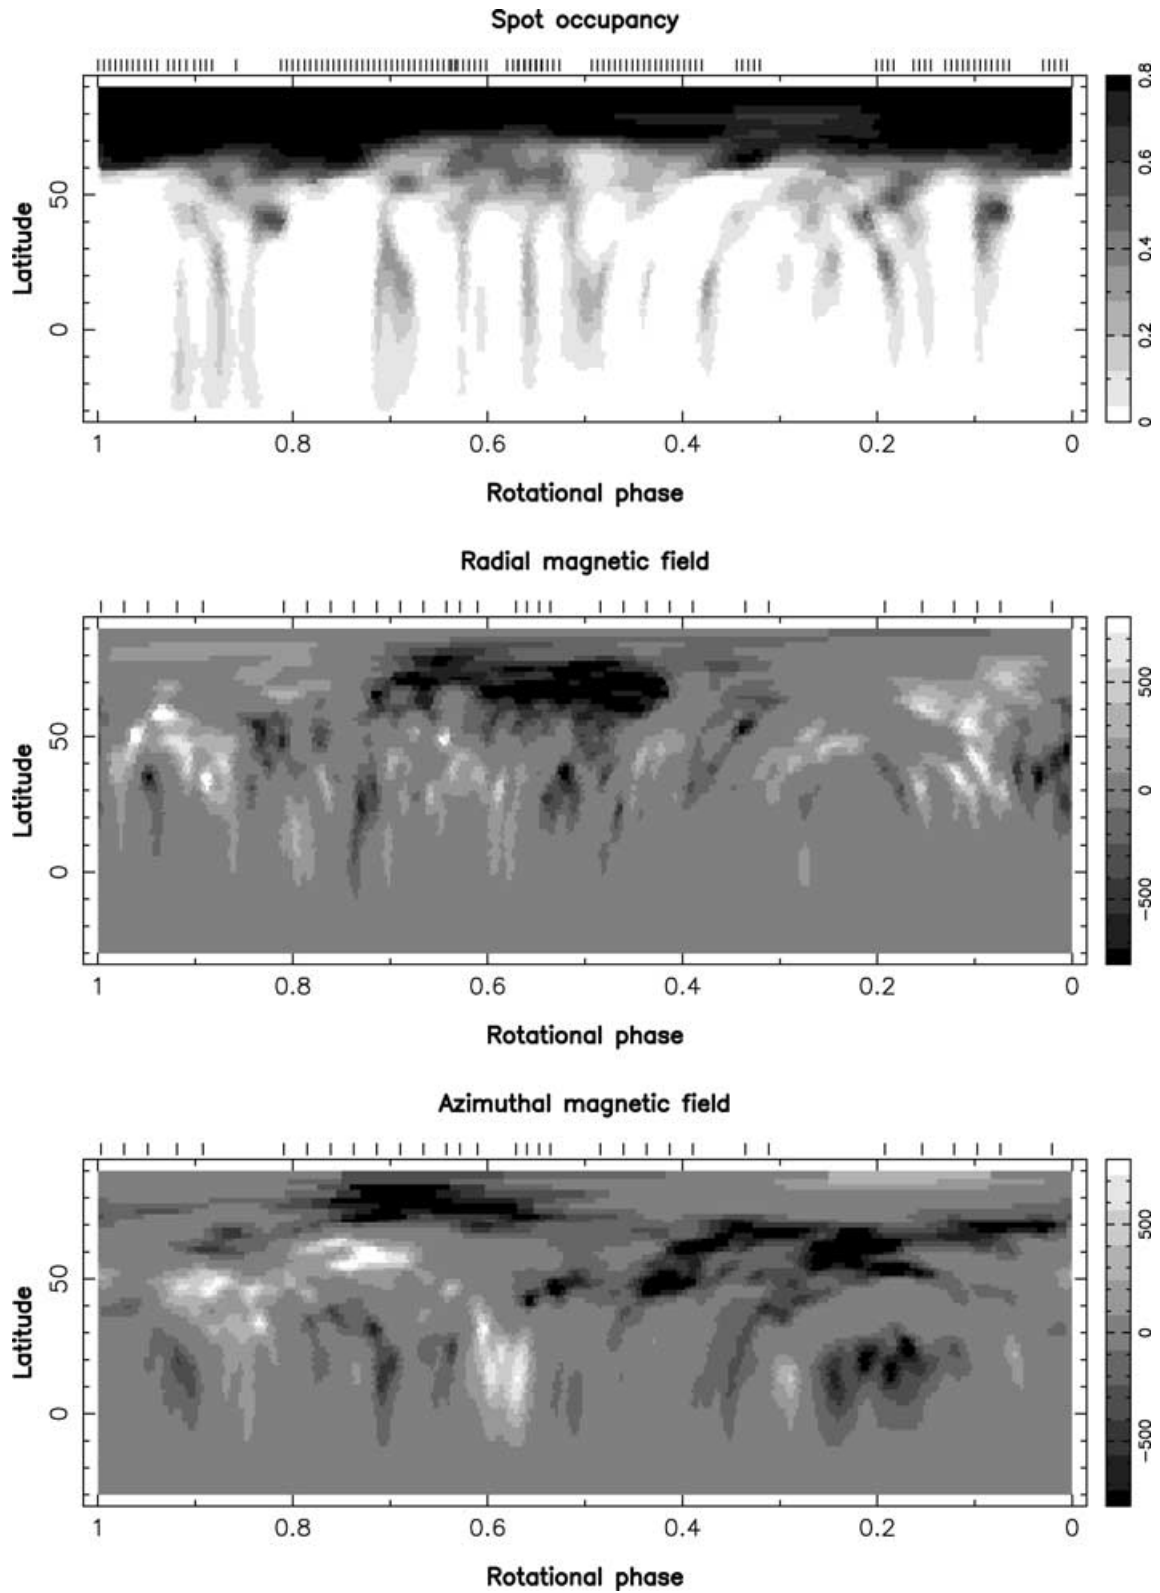 Spot occupancy
Latitude
50
0
0.8
0.6
0.4
0.2
0
1 0.8 0.6 0.4 0.2 0
Rotational phase
Radial magnetic field
Latitude
50
0
500
0
−500
1 0.8 0.6 0.4 0.2 0
Rotational phase
Azimuthal magnetic field
Latitude
50
0
500
0
−500
1 0.8 0.6 0.4 0.2 0
Rotational phase